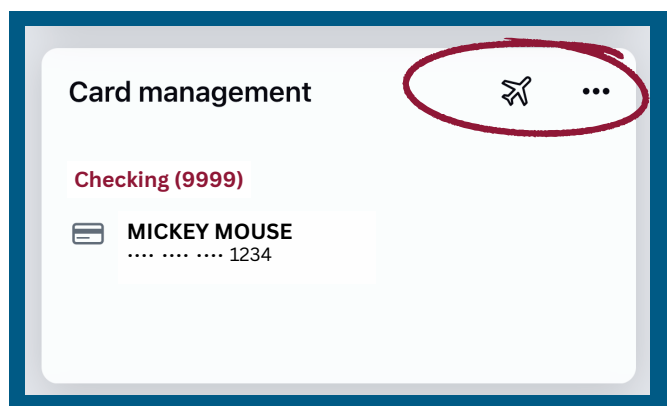 Card management
Checking (9999)
MICKEY MOUSE
···· ···· ···· 1234